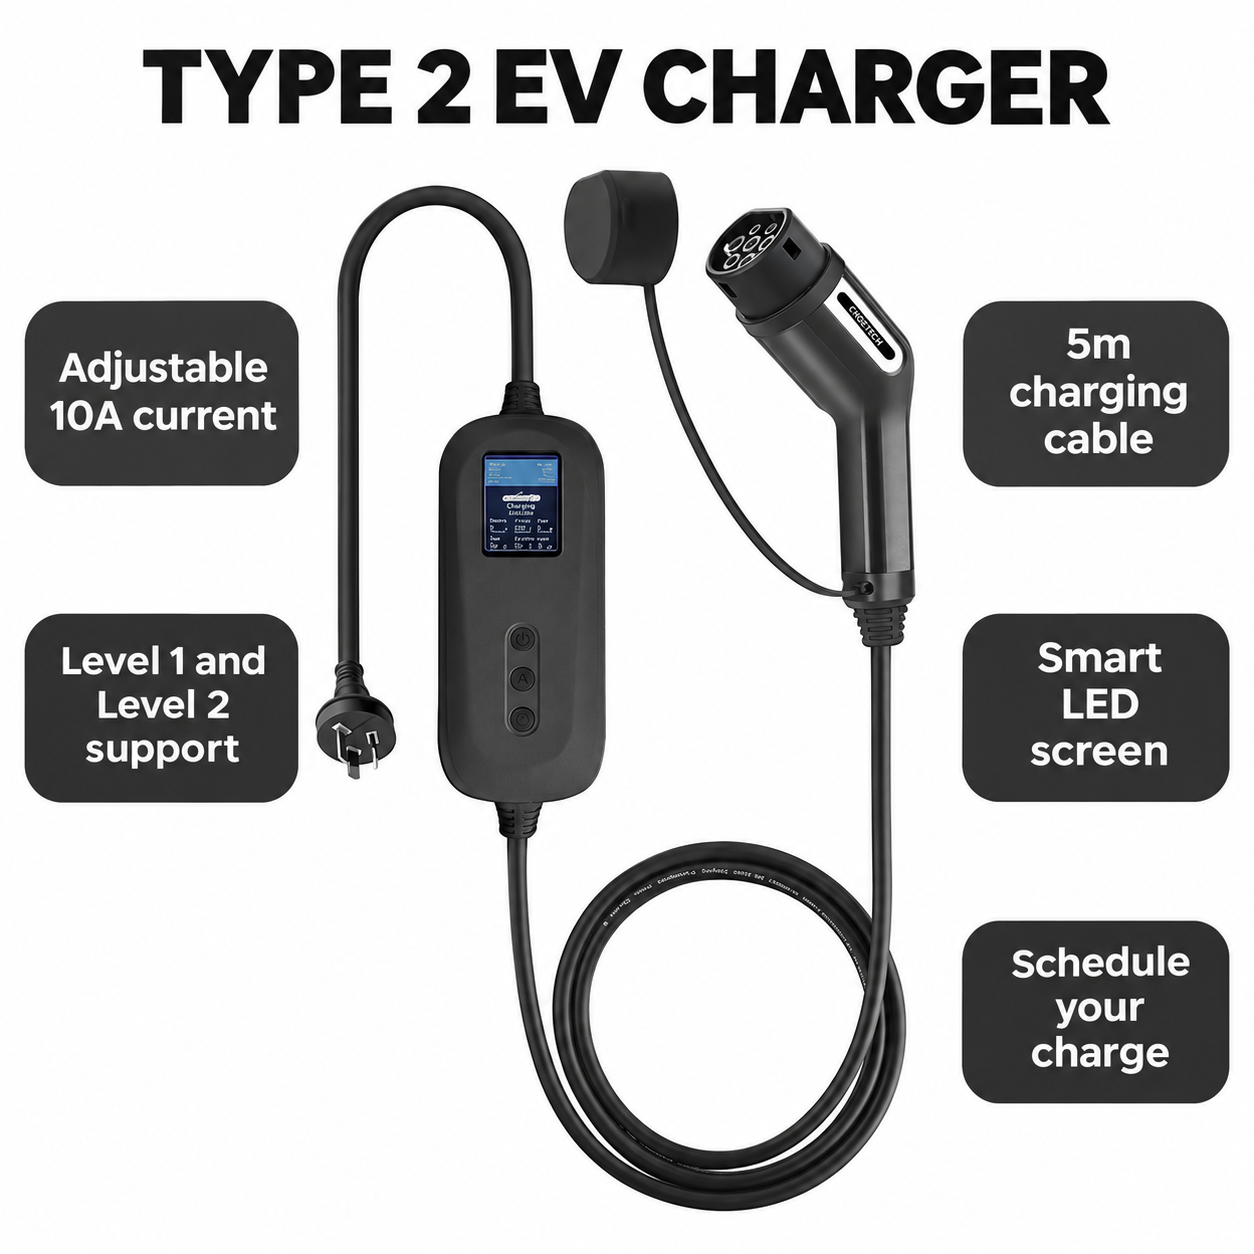 TYPE 2 EV CHARGER
Adjustable
10A current
Level 1 and
Level 2
support
CHOETECH
Charging
A
5m
charging
cable
Smart
LED
screen
Schedule
your
charge